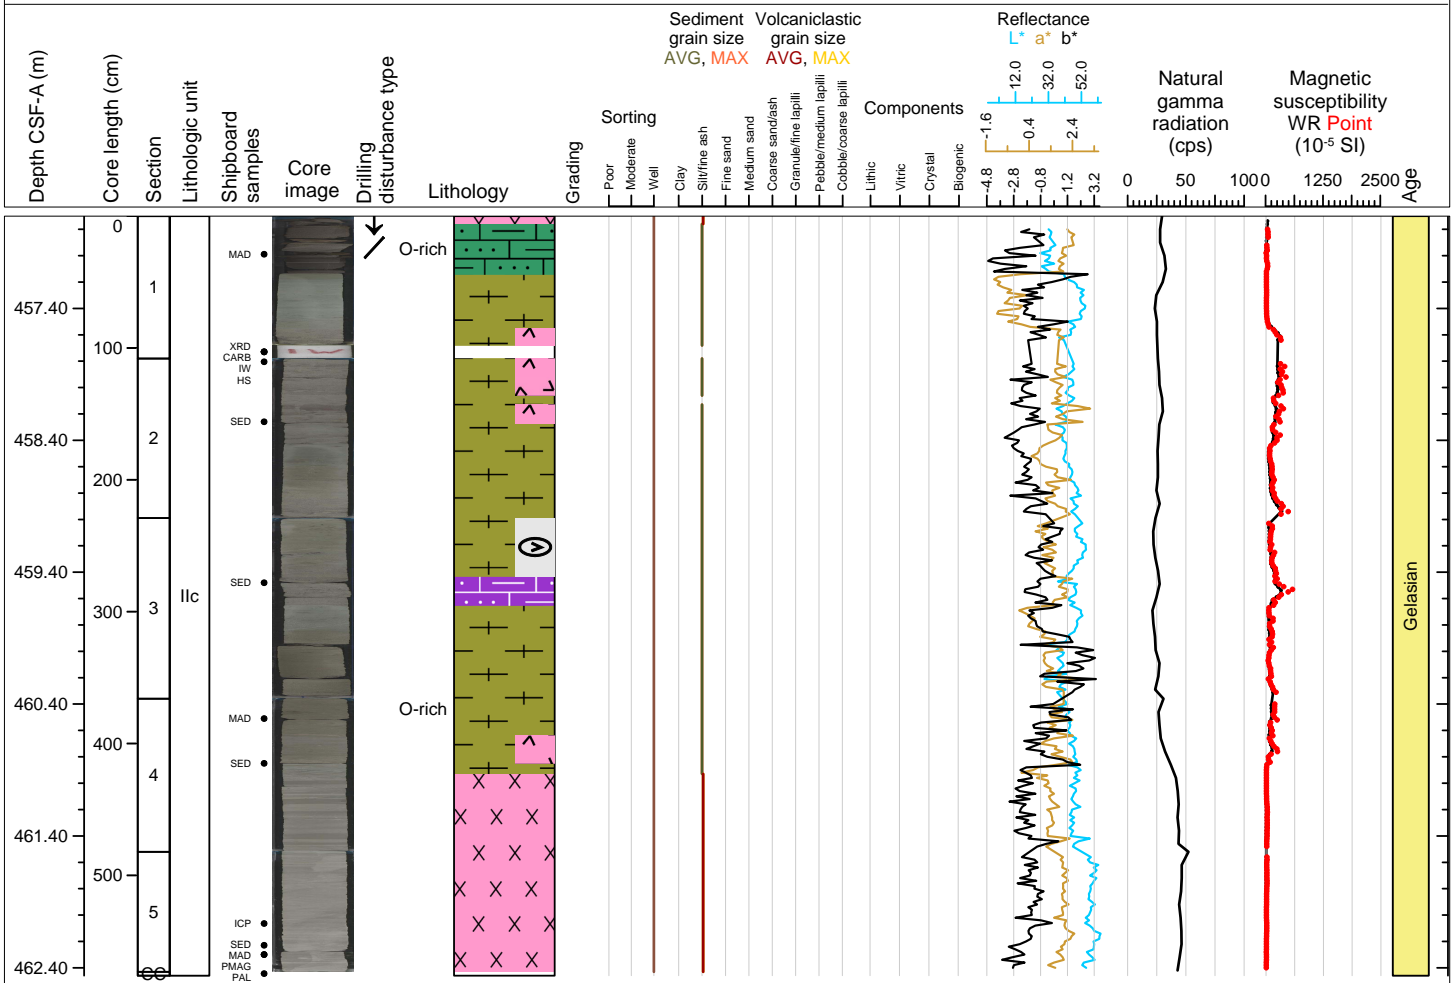 Depth CSF-A (m)
Core length (cm)
Section
Lithologic unit
Shipboard
samples
Core
image
Drilling
disturbance type
Lithology
Grading
Sorting
Poor
Moderate
Well
Sediment
grain size
AVG, MAX
Volcaniclastic
grain size
AVG, MAX
Clay
Silt/fine ash
Fine sand
Medium sand
Coarse sand/ash
Granule/fine lapilli
Pebble/medium lapilli
Cobble/coarse lapilli
Components
Lithic
Vitric
Crystal
Biogenic
Reflectance
L* a* b*
12.0 32.0 52.0
-1.6 0.4 2.4
-4.8 -2.8 -0.8 1.2 3.2
Natural
gamma
radiation
(cps)
0 50 100
Magnetic
susceptibility
WR Point
(10-5 SI)
0 1250 2500
Age
0
O-rich
MAD
1
457.40
100
XRD
CARB
IW
HS
SED
2
458.40
200
459.40
SED
300
3
IIc
Gelasian
460.40
O-rich
MAD
400
SED
4
461.40
500
5
ICP
SED
MAD
462.40
PMAG
CC
PAL